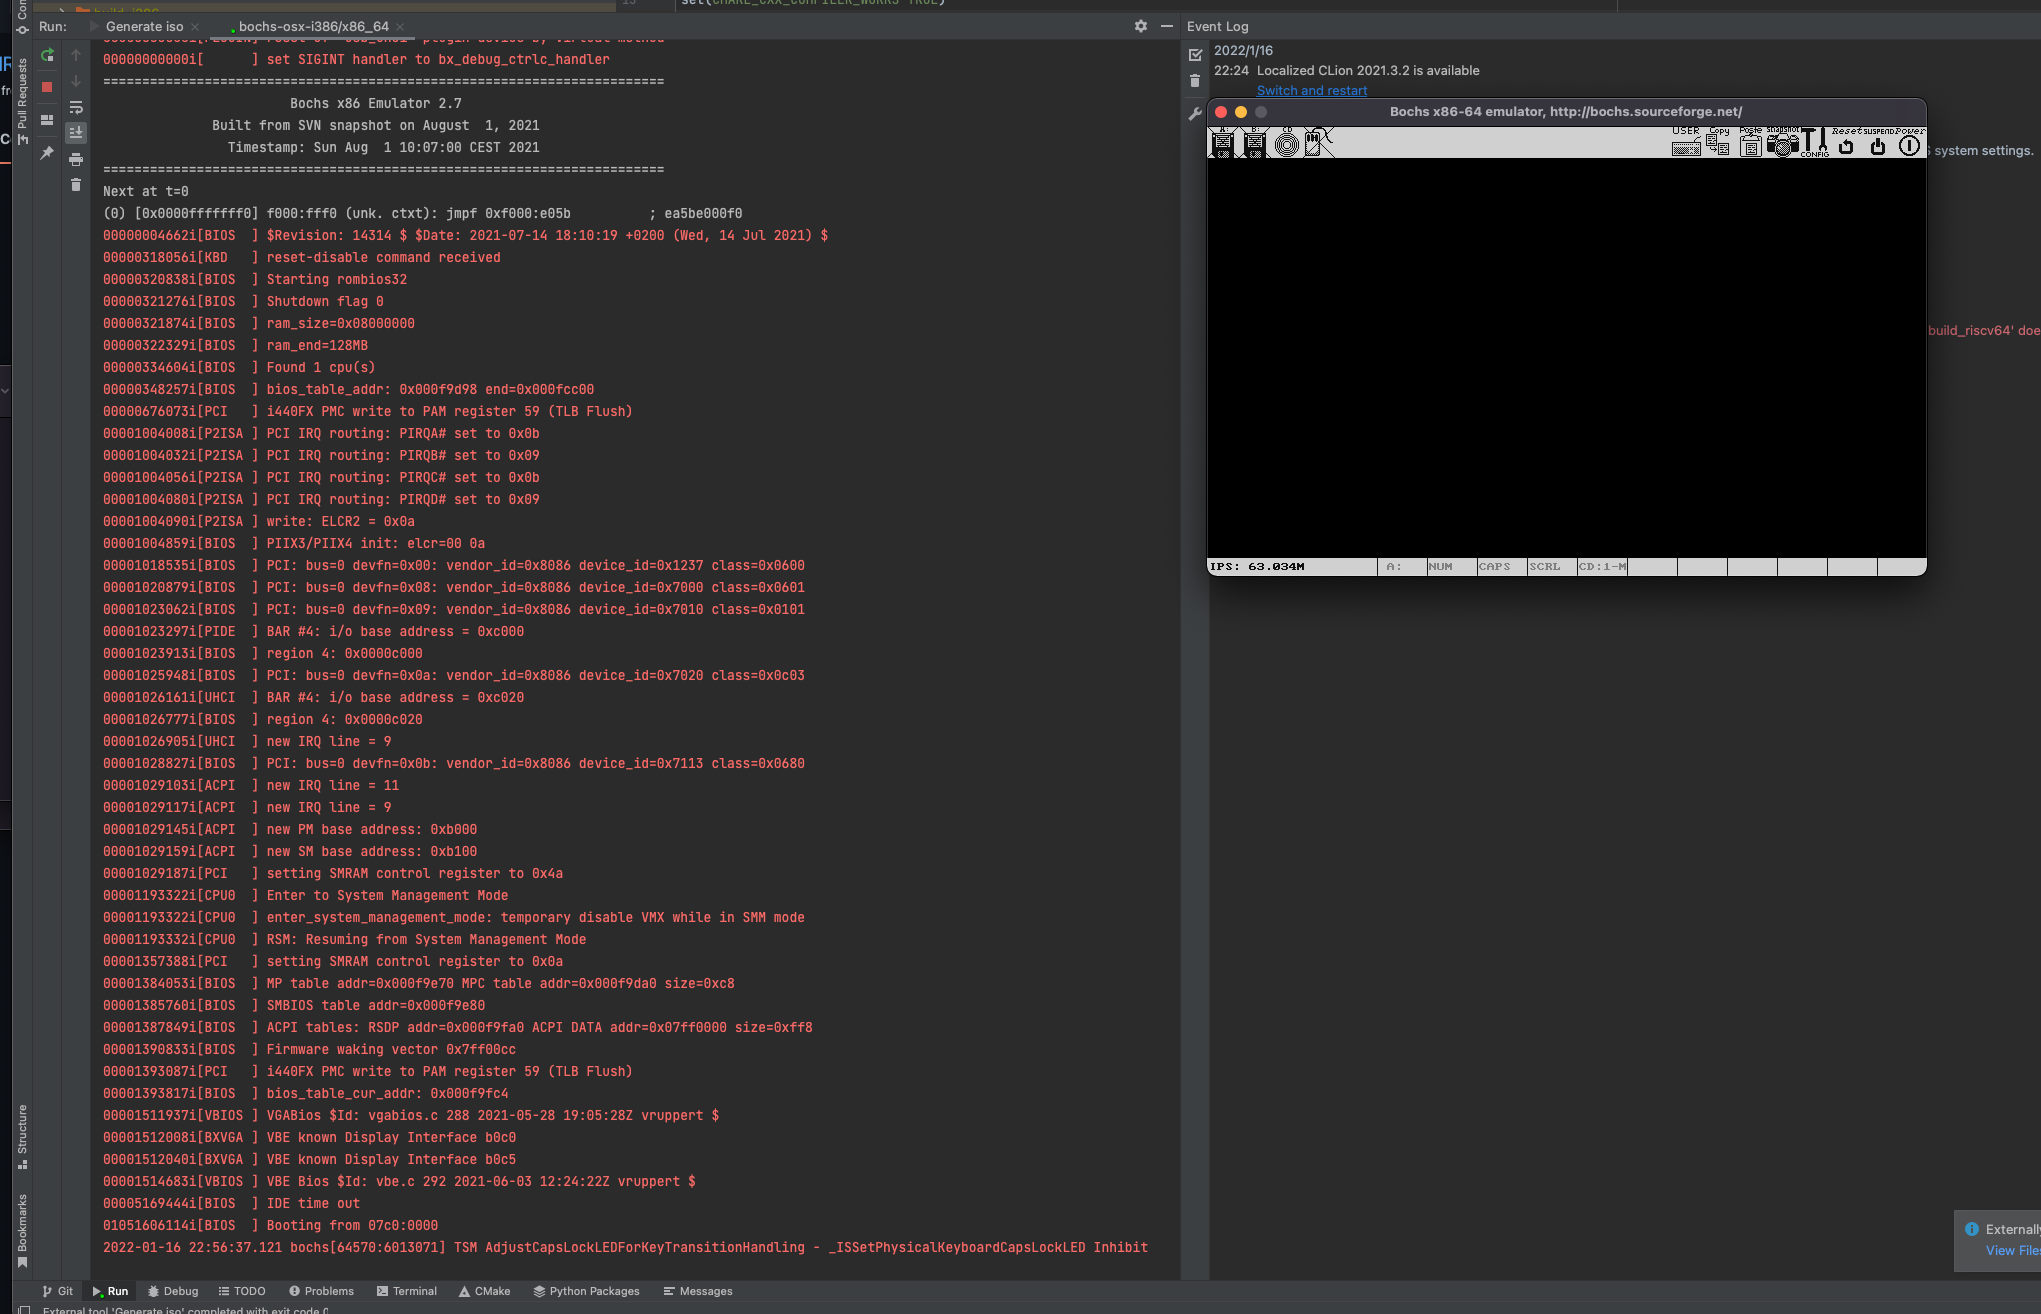 set(CMAKE_CXX_COMPILER_WORKS TRUE)
Run:
Generate iso
bochs-osx-i386/x86_64
00000000000i[      ] set SIGINT handler to bx_debug_ctrlc_handler
========================================================================
Bochs x86 Emulator 2.7
Built from SVN snapshot on August  1, 2021
Timestamp: Sun Aug  1 10:07:00 CEST 2021
========================================================================
Next at t=0
(0) [0x0000fffffff0] f000:fff0 (unk. ctxt): jmpf 0xf000:e05b          ; ea5be000f0
00000004662i[BIOS  ] $Revision: 14314 $ $Date: 2021-07-14 18:10:19 +0200 (Wed, 14 Jul 2021) $
00000318056i[KBD   ] reset-disable command received
00000320838i[BIOS  ] Starting rombios32
00000321276i[BIOS  ] Shutdown flag 0
00000321874i[BIOS  ] ram_size=0x08000000
00000322329i[BIOS  ] ram_end=128MB
00000334604i[BIOS  ] Found 1 cpu(s)
00000348257i[BIOS  ] bios_table_addr: 0x000f9d98 end=0x000fcc00
00000676073i[PCI   ] i440FX PMC write to PAM register 59 (TLB Flush)
00001004008i[P2ISA ] PCI IRQ routing: PIRQA# set to 0x0b
00001004032i[P2ISA ] PCI IRQ routing: PIRQB# set to 0x09
00001004056i[P2ISA ] PCI IRQ routing: PIRQC# set to 0x0b
00001004080i[P2ISA ] PCI IRQ routing: PIRQD# set to 0x09
00001004090i[P2ISA ] write: ELCR2 = 0x0a
00001004859i[BIOS  ] PIIX3/PIIX4 init: elcr=00 0a
00001018535i[BIOS  ] PCI: bus=0 devfn=0x00: vendor_id=0x8086 device_id=0x1237 class=0x0600
00001020879i[BIOS  ] PCI: bus=0 devfn=0x08: vendor_id=0x8086 device_id=0x7000 class=0x0601
00001023062i[BIOS  ] PCI: bus=0 devfn=0x09: vendor_id=0x8086 device_id=0x7010 class=0x0101
00001023297i[PIDE  ] BAR #4: i/o base address = 0xc000
00001023913i[BIOS  ] region 4: 0x0000c000
00001025948i[BIOS  ] PCI: bus=0 devfn=0x0a: vendor_id=0x8086 device_id=0x7020 class=0x0c03
00001026161i[UHCI  ] BAR #4: i/o base address = 0xc020
00001026777i[BIOS  ] region 4: 0x0000c020
00001026905i[UHCI  ] new IRQ line = 9
00001028827i[BIOS  ] PCI: bus=0 devfn=0x0b: vendor_id=0x8086 device_id=0x7113 class=0x0680
00001029103i[ACPI  ] new IRQ line = 11
00001029117i[ACPI  ] new IRQ line = 9
00001029145i[ACPI  ] new PM base address: 0xb000
00001029159i[ACPI  ] new SM base address: 0xb100
00001029187i[PCI   ] setting SMRAM control register to 0x4a
00001193322i[CPU0  ] Enter to System Management Mode
00001193322i[CPU0  ] enter_system_management_mode: temporary disable VMX while in SMM mode
00001193332i[CPU0  ] RSM: Resuming from System Management Mode
00001357388i[PCI   ] setting SMRAM control register to 0x0a
00001384053i[BIOS  ] MP table addr=0x000f9e70 MPC table addr=0x000f9da0 size=0xc8
00001385760i[BIOS  ] SMBIOS table addr=0x000f9e80
00001387849i[BIOS  ] ACPI tables: RSDP addr=0x000f9fa0 ACPI DATA addr=0x07ff0000 size=0xff8
00001390833i[BIOS  ] Firmware waking vector 0x7ff00cc
00001393087i[PCI   ] i440FX PMC write to PAM register 59 (TLB Flush)
00001393817i[BIOS  ] bios_table_cur_addr: 0x000f9fc4
00001511937i[VBIOS ] VGABios $Id: vgabios.c 288 2021-05-28 19:05:28Z vruppert $
00001512008i[BXVGA ] VBE known Display Interface b0c0
00001512040i[BXVGA ] VBE known Display Interface b0c5
00001514683i[VBIOS ] VBE Bios $Id: vbe.c 292 2021-06-03 12:24:22Z vruppert $
00005169444i[BIOS  ] IDE time out
01051606114i[BIOS  ] Booting from 07c0:0000
2022-01-16 22:56:37.121 bochs[64570:6013071] TSM AdjustCapsLockLEDForKeyTransitionHandling - _ISSetPhysicalKeyboardCapsLockLED Inhibit
Event Log
2022/1/16
22:24 Localized CLion 2021.3.2 is available
Switch and restart
Bochs x86-64 emulator, http://bochs.sourceforge.net/
A: B: CD USER Copy Paste snapshot CONFIG Reset SUSPEND Power
system settings.
build_riscv64' doe
IPS: 63.034M A: NUM CAPS SCRL CD:1-M
Externally
View Files
Pull Requests
Structure
Bookmarks
Git Run Debug TODO Problems Terminal CMake Python Packages Messages
External tool 'Generate iso' completed with exit code 0